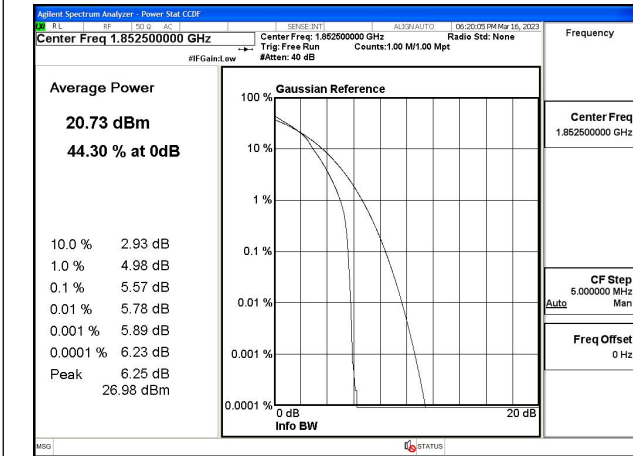 Agilent Spectrum Analyzer - Power Stat CCDF
RL RF 50 Ω AC SENSE:INT ALIGN AUTO 06:20:05 PM Mar 16, 2023
Center Freq 1.852500000 GHz
Center Freq: 1.852500000 GHz Radio Std: None
Trig: Free Run Counts:1.00 M/1.00 Mpt
#IFGain:Low #Atten: 40 dB
Frequency
Average Power
20.73 dBm
44.30 % at 0dB
10.0 % 2.93 dB
1.0 % 4.98 dB
0.1 % 5.57 dB
0.01 % 5.78 dB
0.001 % 5.89 dB
0.0001 % 6.23 dB
Peak 6.25 dB
26.98 dBm
Gaussian Reference
100 %
10 %
1 %
0.1 %
0.01 %
0.001 %
0.0001 %
0 dB 20 dB
Info BW
Center Freq
1.852500000 GHz
CF Step
5.000000 MHz
Auto Man
Freq Offset
0 Hz
MSG STATUS